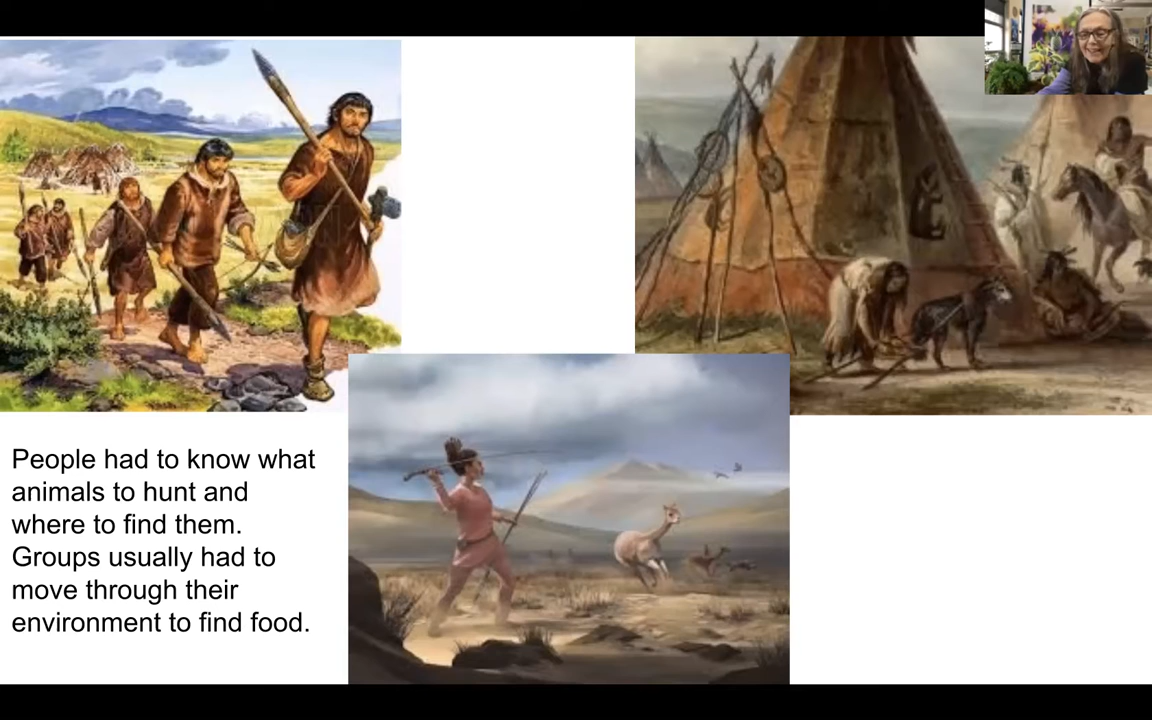 People had to know what
animals to hunt and
where to find them.
Groups usually had to
move through their
environment to find food.